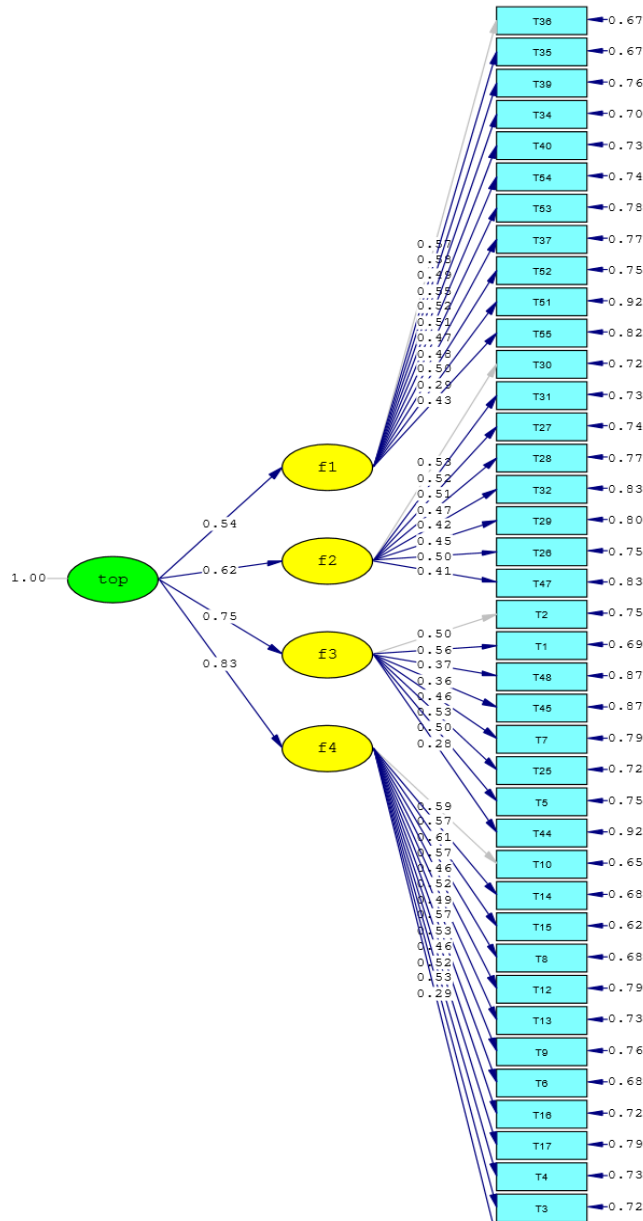 T36 0.67
T35 0.67
T39 0.76
T34 0.70
T40 0.73
T54 0.74
T53 0.78
T37 0.77
T52 0.75
T51 0.92
T55 0.82
T30 0.72
T31 0.73
T27 0.74
T28 0.77
T32 0.83
T29 0.80
T26 0.75
T47 0.83
T2 0.75
T1 0.69
T48 0.87
T45 0.87
T7 0.79
T25 0.72
T5 0.75
T44 0.92
T10 0.65
T14 0.68
T15 0.62
T8 0.68
T12 0.79
T13 0.73
T9 0.76
T6 0.68
T16 0.72
T17 0.79
T4 0.73
T3 0.72
0.57
0.58
0.49
0.55
0.52
0.51
0.47
0.48
0.50
0.29
0.43
f1
0.53
0.52
0.51
0.47
0.42
0.45
0.50
0.41
f2
0.50
0.56
0.37
0.36
0.46
0.53
0.50
0.28
f3
0.59
0.57
0.61
0.57
0.46
0.52
0.49
0.57
0.53
0.46
0.52
0.53
0.29
f4
0.54
0.62
0.75
0.83
1.00 top